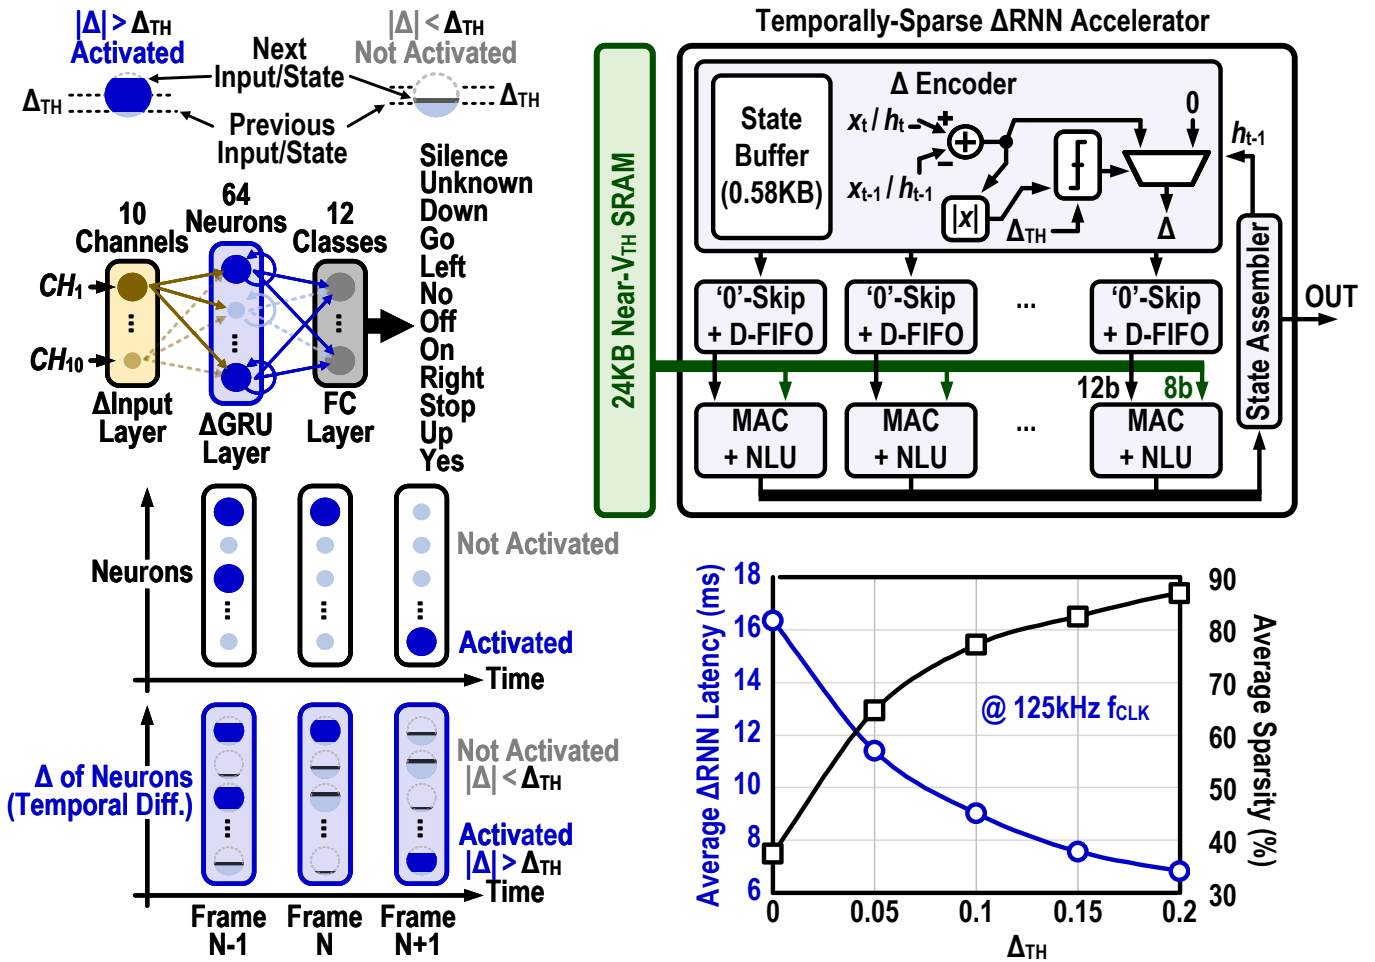 |Δ| > ΔTH
Activated
Next
Input/State
|Δ| < ΔTH
Not Activated
ΔTH
ΔTH
Previous
Input/State
10
Channels
64
Neurons
12
Classes
CH1
...
CH10
...
...
ΔInput
Layer
ΔGRU
Layer
FC
Layer
Silence
Unknown
Down
Go
Left
No
Off
On
Right
Stop
Up
Yes
Neurons
...
...
...
Not Activated
Activated
Time
Δ of Neurons
(Temporal Diff.)
...
...
...
Not Activated
|Δ| < ΔTH
Activated
|Δ| > ΔTH
Time
Frame
N-1
Frame
N
Frame
N+1
Temporally-Sparse ΔRNN Accelerator
24KB Near-VTH SRAM
State
Buffer
(0.58KB)
Δ Encoder
xt / ht
+
+
−
xt-1 / ht-1
|x|
ΔTH
0
Δ
ht-1
'0'-Skip
+ D-FIFO
'0'-Skip
+ D-FIFO
...
'0'-Skip
+ D-FIFO
12b
8b
MAC
+ NLU
MAC
+ NLU
...
MAC
+ NLU
State Assembler
OUT
Average ΔRNN Latency (ms)
18
16
14
12
10
8
6
@ 125kHz fCLK
90
80
70
60
50
40
30
Average Sparsity (%)
0
0.05
0.1
0.15
0.2
ΔTH